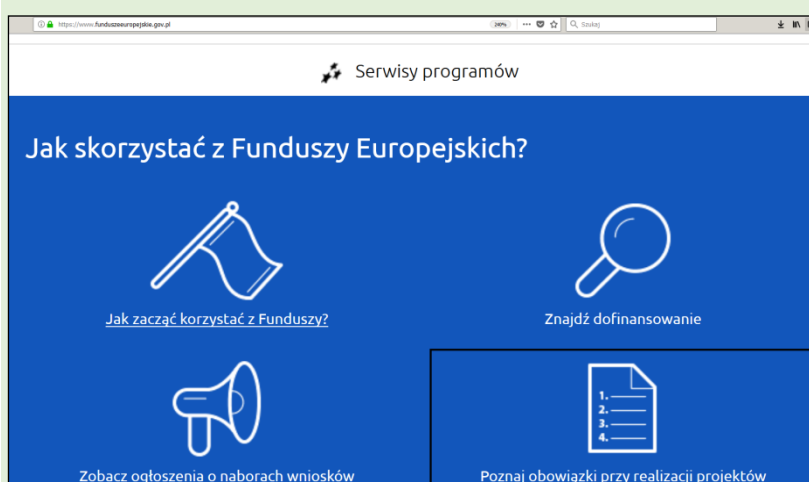 https://www.funduszeeuropejskie.gov.pl
200%
Szukaj
Serwisy programów
Jak skorzystać z Funduszy Europejskich?
Jak zacząć korzystać z Funduszy?
Znajdź dofinansowanie
1.
2.
3.
4.
Zobacz ogłoszenia o naborach wniosków
Poznaj obowiązki przy realizacji projektów